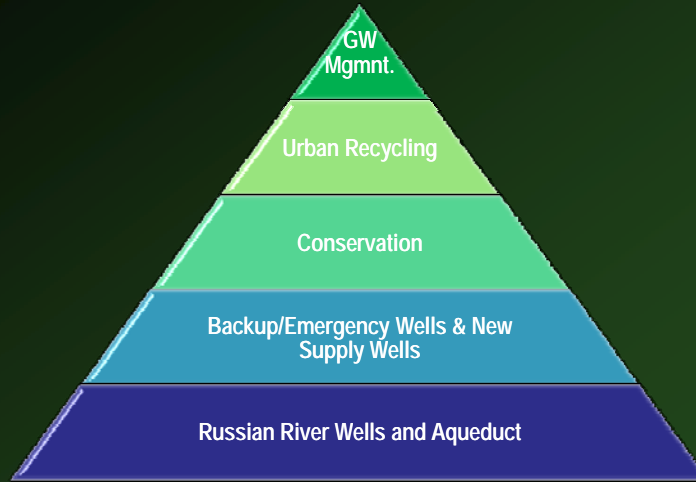 GW
Mgmnt.
Urban Recycling
Conservation
Backup/Emergency Wells & New
Supply Wells
Russian River Wells and Aqueduct